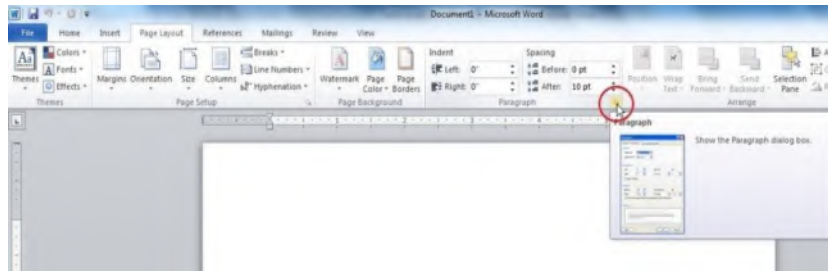 Document1 - Microsoft Word
File Home Insert Page Layout References Mailings Review View
Colors Breaks Indent Spacing
Fonts Line Numbers Left: 0" Before: 0 pt
Themes Effects Margins Orientation Size Columns Hyphenation Watermark Page Color Page Borders Right: 0" After: 10 pt Position Wrap Text Bring Forward Send Backward Selection Pane
Themes Page Setup Page Background Paragraph Arrange
Paragraph
Show the Paragraph dialog box.